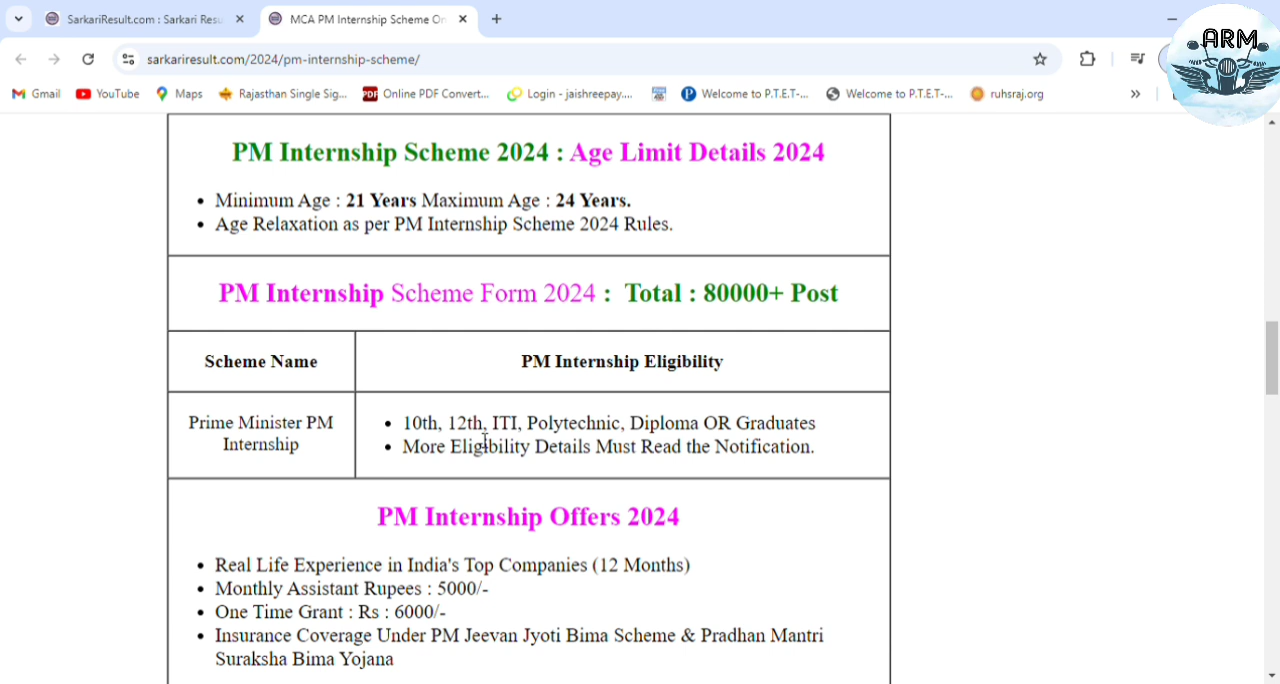 SarkariResult.com : Sarkari Resu
MCA PM Internship Scheme On
ARM
sarkariresult.com/2024/pm-internship-scheme/
Gmail
YouTube
Maps
Rajasthan Single Sig...
PDF
Online PDF Convert...
Login - jaishreepay....
Welcome to P.T.E.T-...
Welcome to P.T.E.T-...
ruhsraj.org
PM Internship Scheme 2024 : Age Limit Details 2024
• Minimum Age : 21 Years Maximum Age : 24 Years.
• Age Relaxation as per PM Internship Scheme 2024 Rules.
PM Internship Scheme Form 2024 : Total : 80000+ Post
Scheme Name
PM Internship Eligibility
Prime Minister PM
Internship
• 10th, 12th, ITI, Polytechnic, Diploma OR Graduates
• More Eligibility Details Must Read the Notification.
PM Internship Offers 2024
• Real Life Experience in India's Top Companies (12 Months)
• Monthly Assistant Rupees : 5000/-
• One Time Grant : Rs : 6000/-
• Insurance Coverage Under PM Jeevan Jyoti Bima Scheme & Pradhan Mantri
Suraksha Bima Yojana